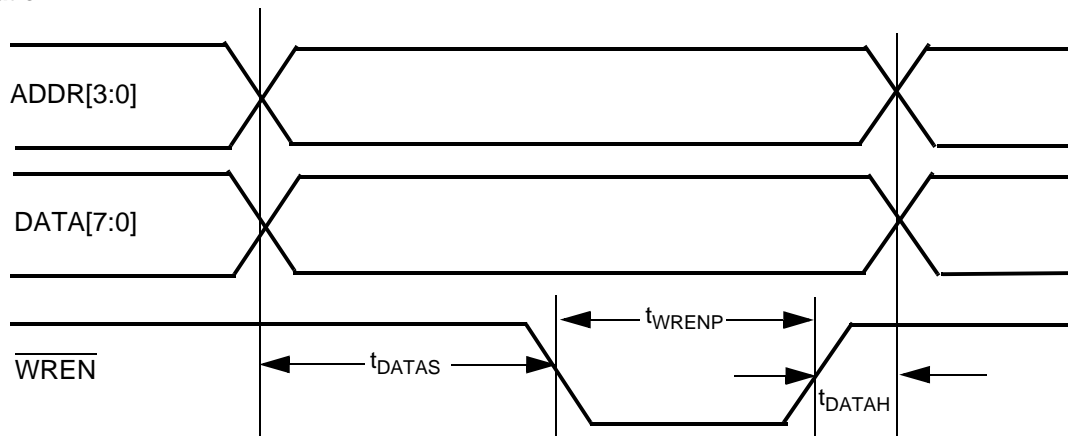 ADDR[3:0]
DATA[7:0]
tWRENP
WREN
tDATAS
tDATAH